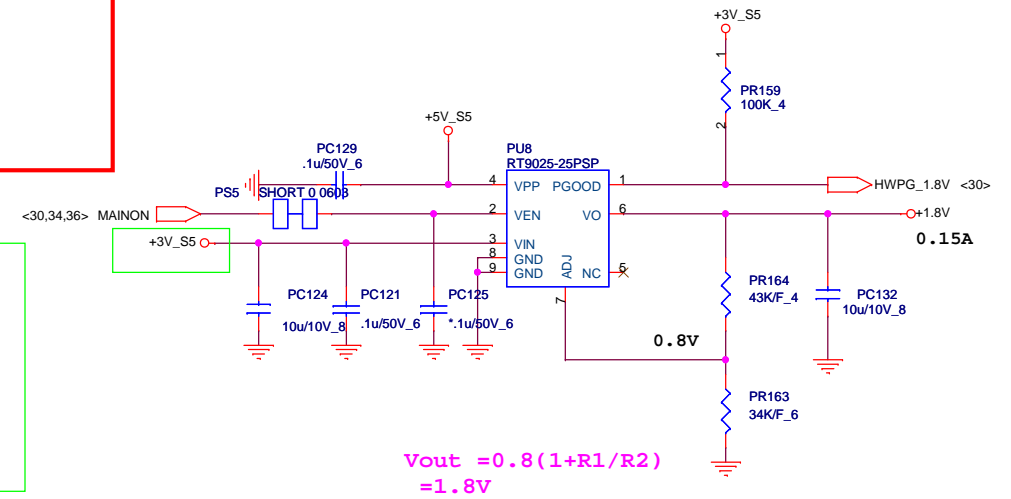 +3V_S5
1
PR159
100K_4
2
+5V_S5
PC129
.1u/50V_6
PU8
RT9025-25PSP
PS5 SHORT 0 0603
4 VPP PGOOD 1
HWPG_1.8V <30>
<30,34,36> MAINON
2 VEN VO 6
+1.8V
0.15A
+3V_S5
3 VIN
8 GND
9 GND ADJ NC 5
7
PC124
10u/10V_8
PC121
.1u/50V_6
PC125
*.1u/50V_6
PR164
43K/F_4
PC132
10u/10V_8
0.8V
PR163
34K/F_6
Vout =0.8(1+R1/R2)
=1.8V